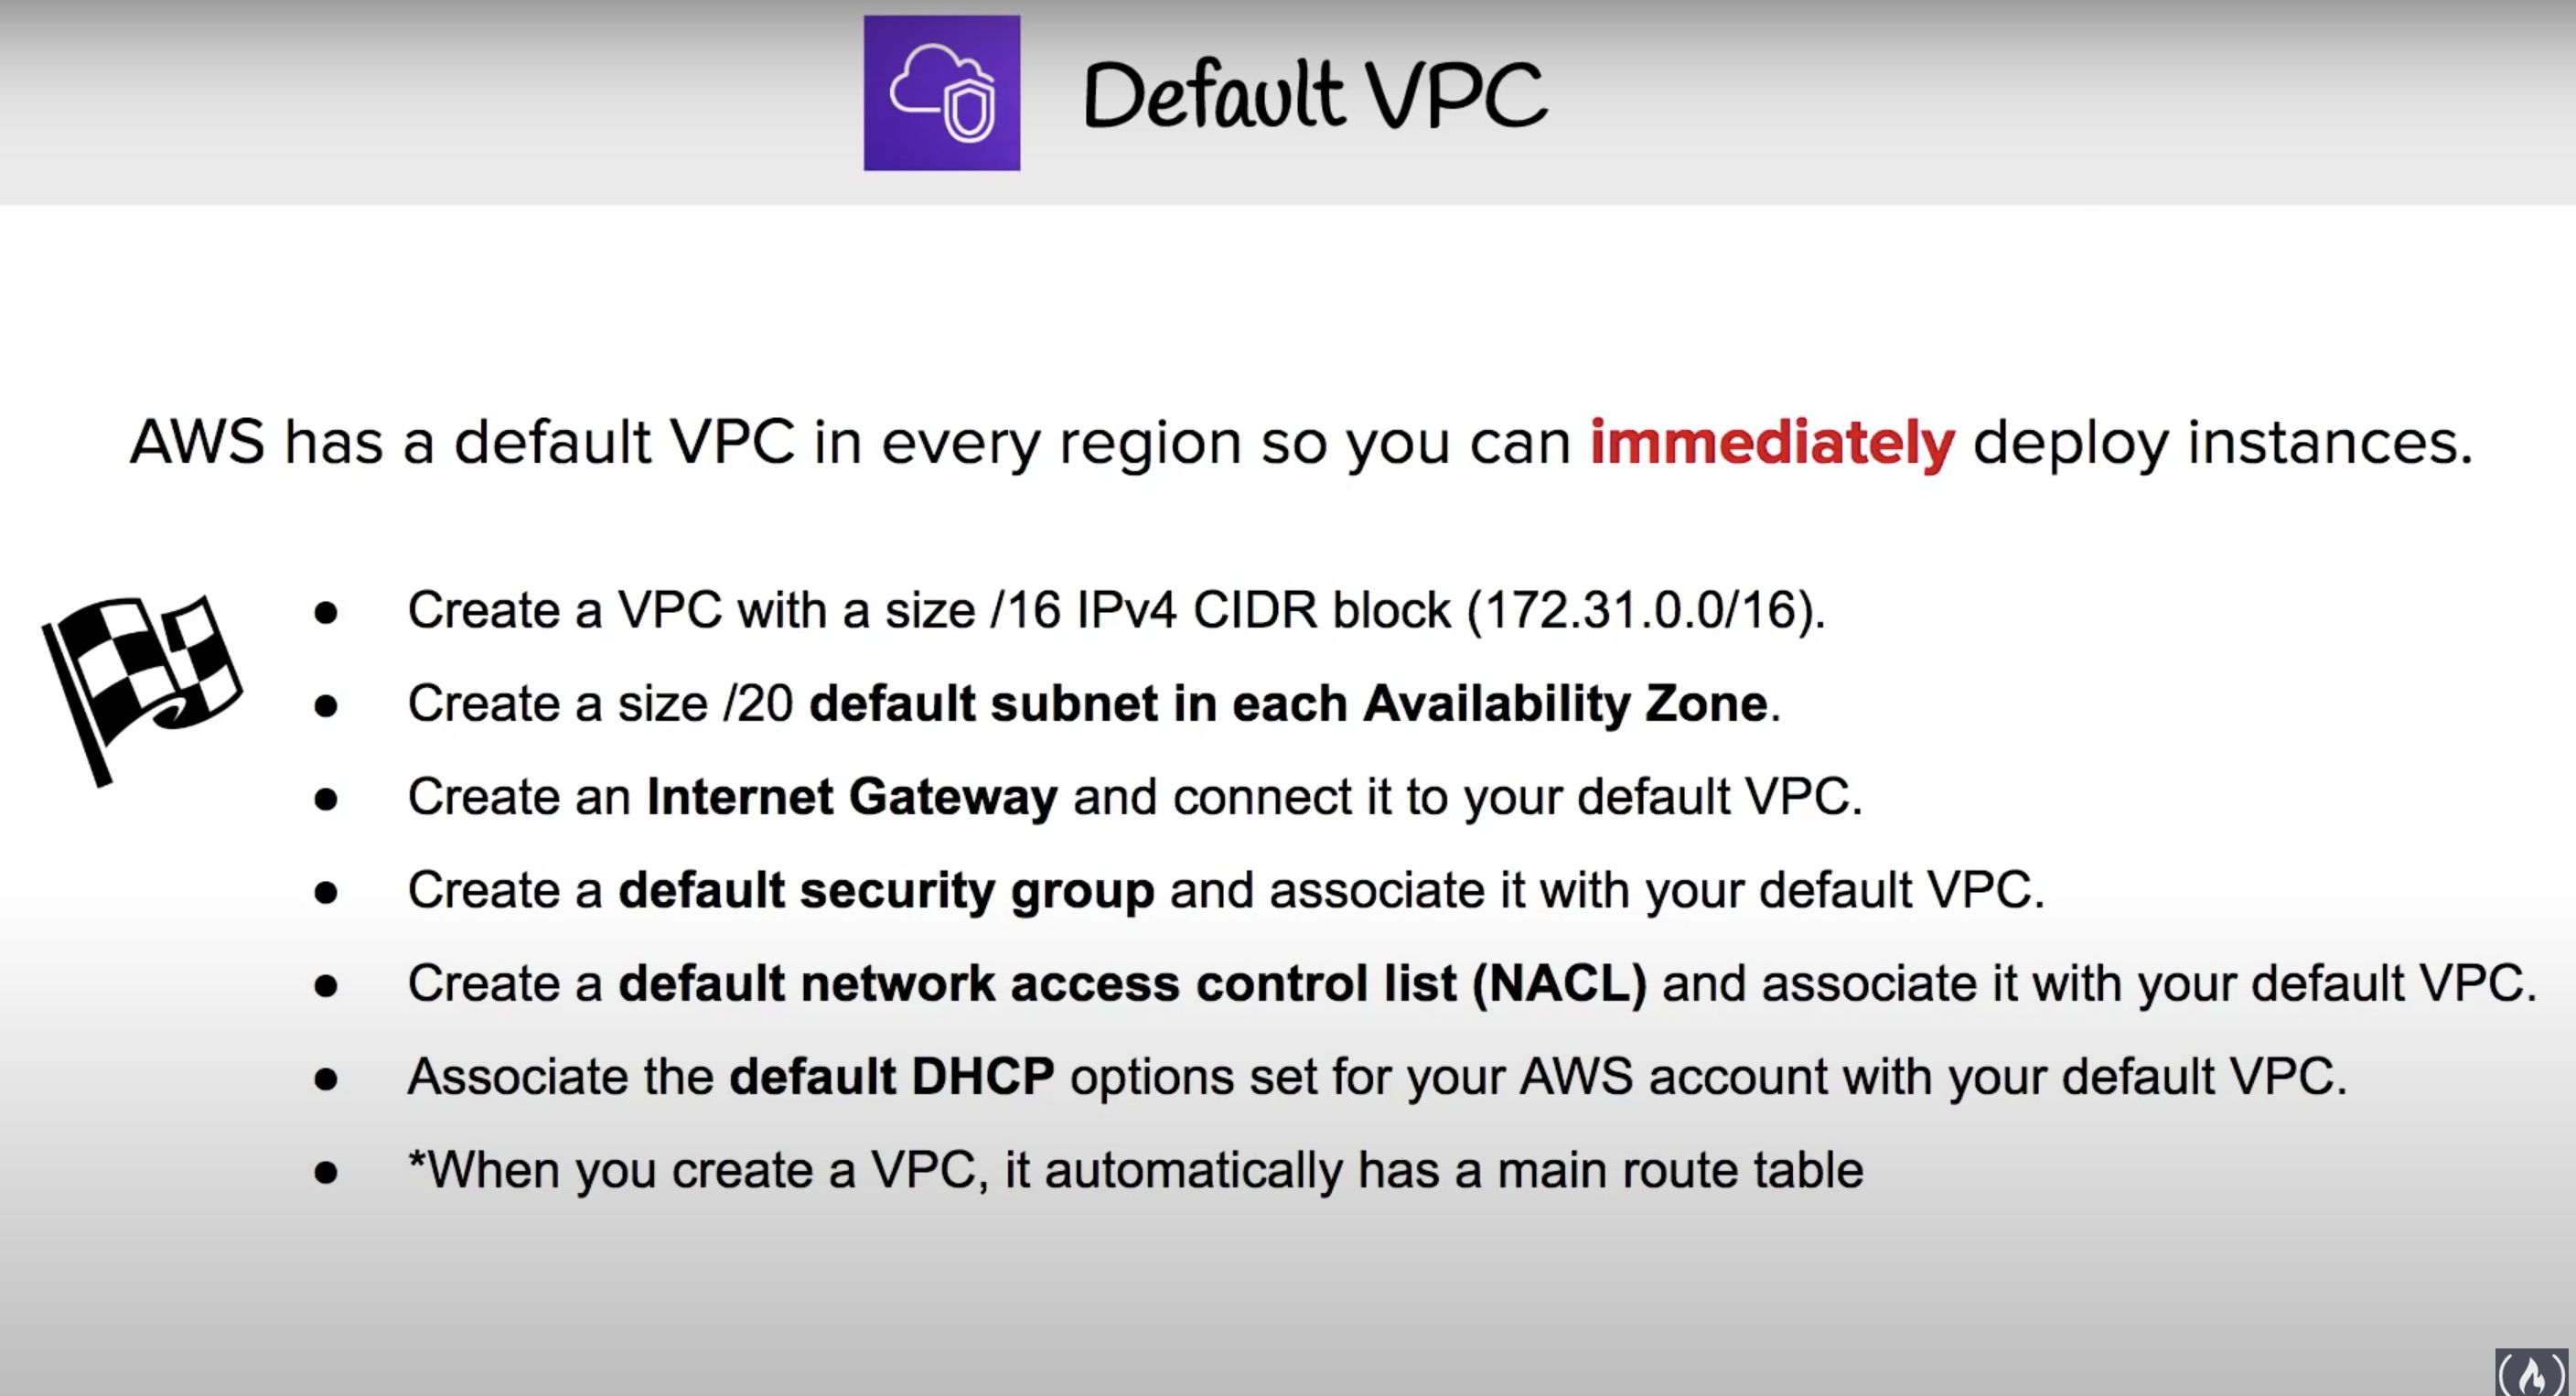 Default VPC
AWS has a default VPC in every region so you can immediately deploy instances.
● Create a VPC with a size /16 IPv4 CIDR block (172.31.0.0/16).
● Create a size /20 default subnet in each Availability Zone.
● Create an Internet Gateway and connect it to your default VPC.
● Create a default security group and associate it with your default VPC.
● Create a default network access control list (NACL) and associate it with your default VPC.
● Associate the default DHCP options set for your AWS account with your default VPC.
● *When you create a VPC, it automatically has a main route table